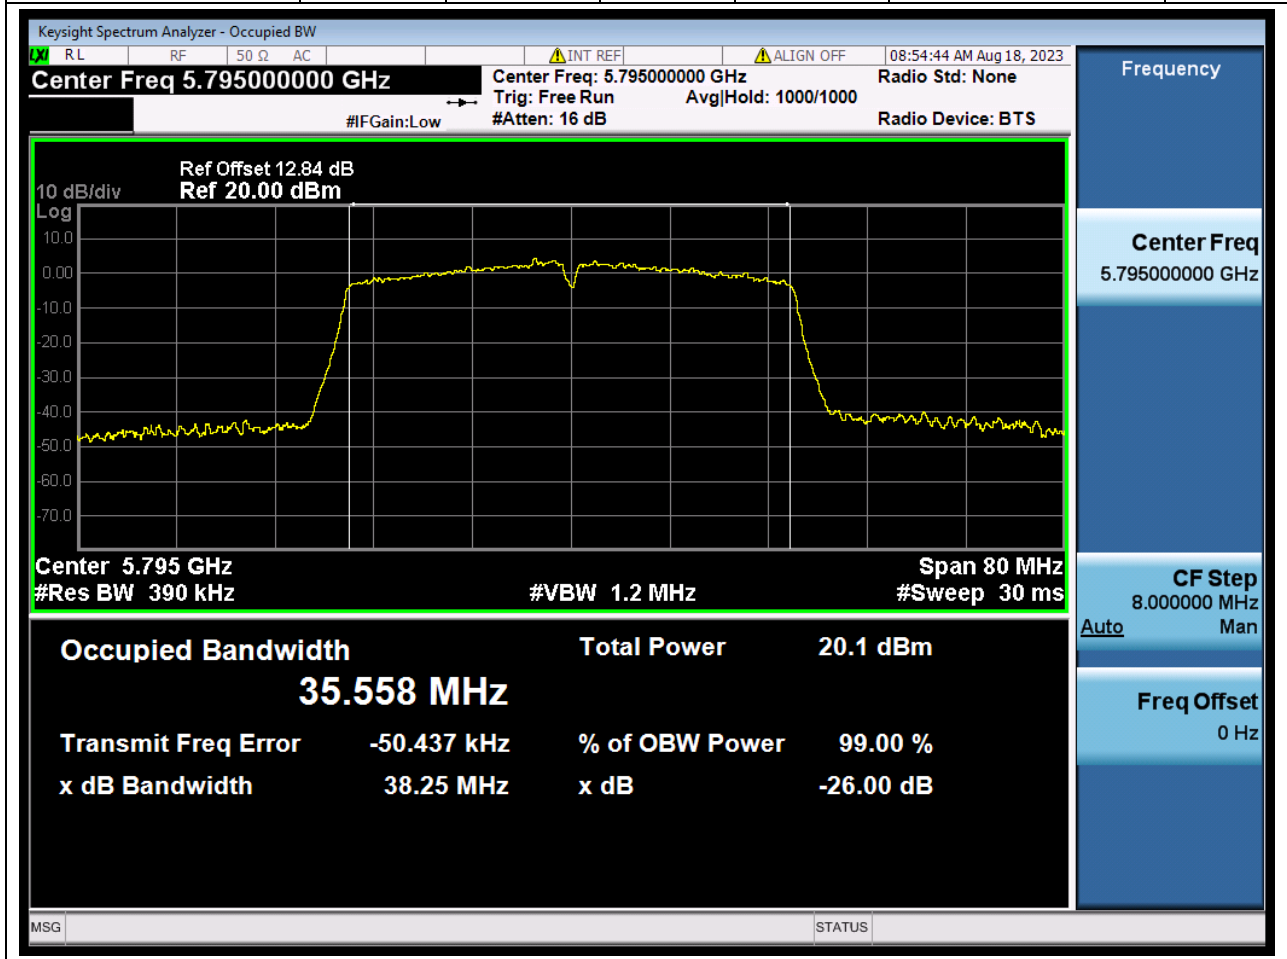 Keysight Spectrum Analyzer - Occupied BW
LXI RL RF 50 Ω AC INT REF ALIGN OFF 08:54:44 AM Aug 18, 2023
Center Freq 5.795000000 GHz
Center Freq: 5.795000000 GHz
Radio Std: None
Trig: Free Run Avg|Hold: 1000/1000
#IFGain:Low
#Atten: 16 dB
Radio Device: BTS
Ref Offset 12.84 dB
10 dB/div Ref 20.00 dBm
Log
10.0
0.00
-10.0
-20.0
-30.0
-40.0
-50.0
-60.0
-70.0
Center 5.795 GHz
Span 80 MHz
#Res BW 390 kHz
#VBW 1.2 MHz
#Sweep 30 ms
Occupied Bandwidth
35.558 MHz
Total Power 20.1 dBm
Transmit Freq Error -50.437 kHz
% of OBW Power 99.00 %
x dB Bandwidth 38.25 MHz
x dB -26.00 dB
MSG
STATUS
Frequency
Center Freq
5.795000000 GHz
CF Step
8.000000 MHz
Auto Man
Freq Offset
0 Hz